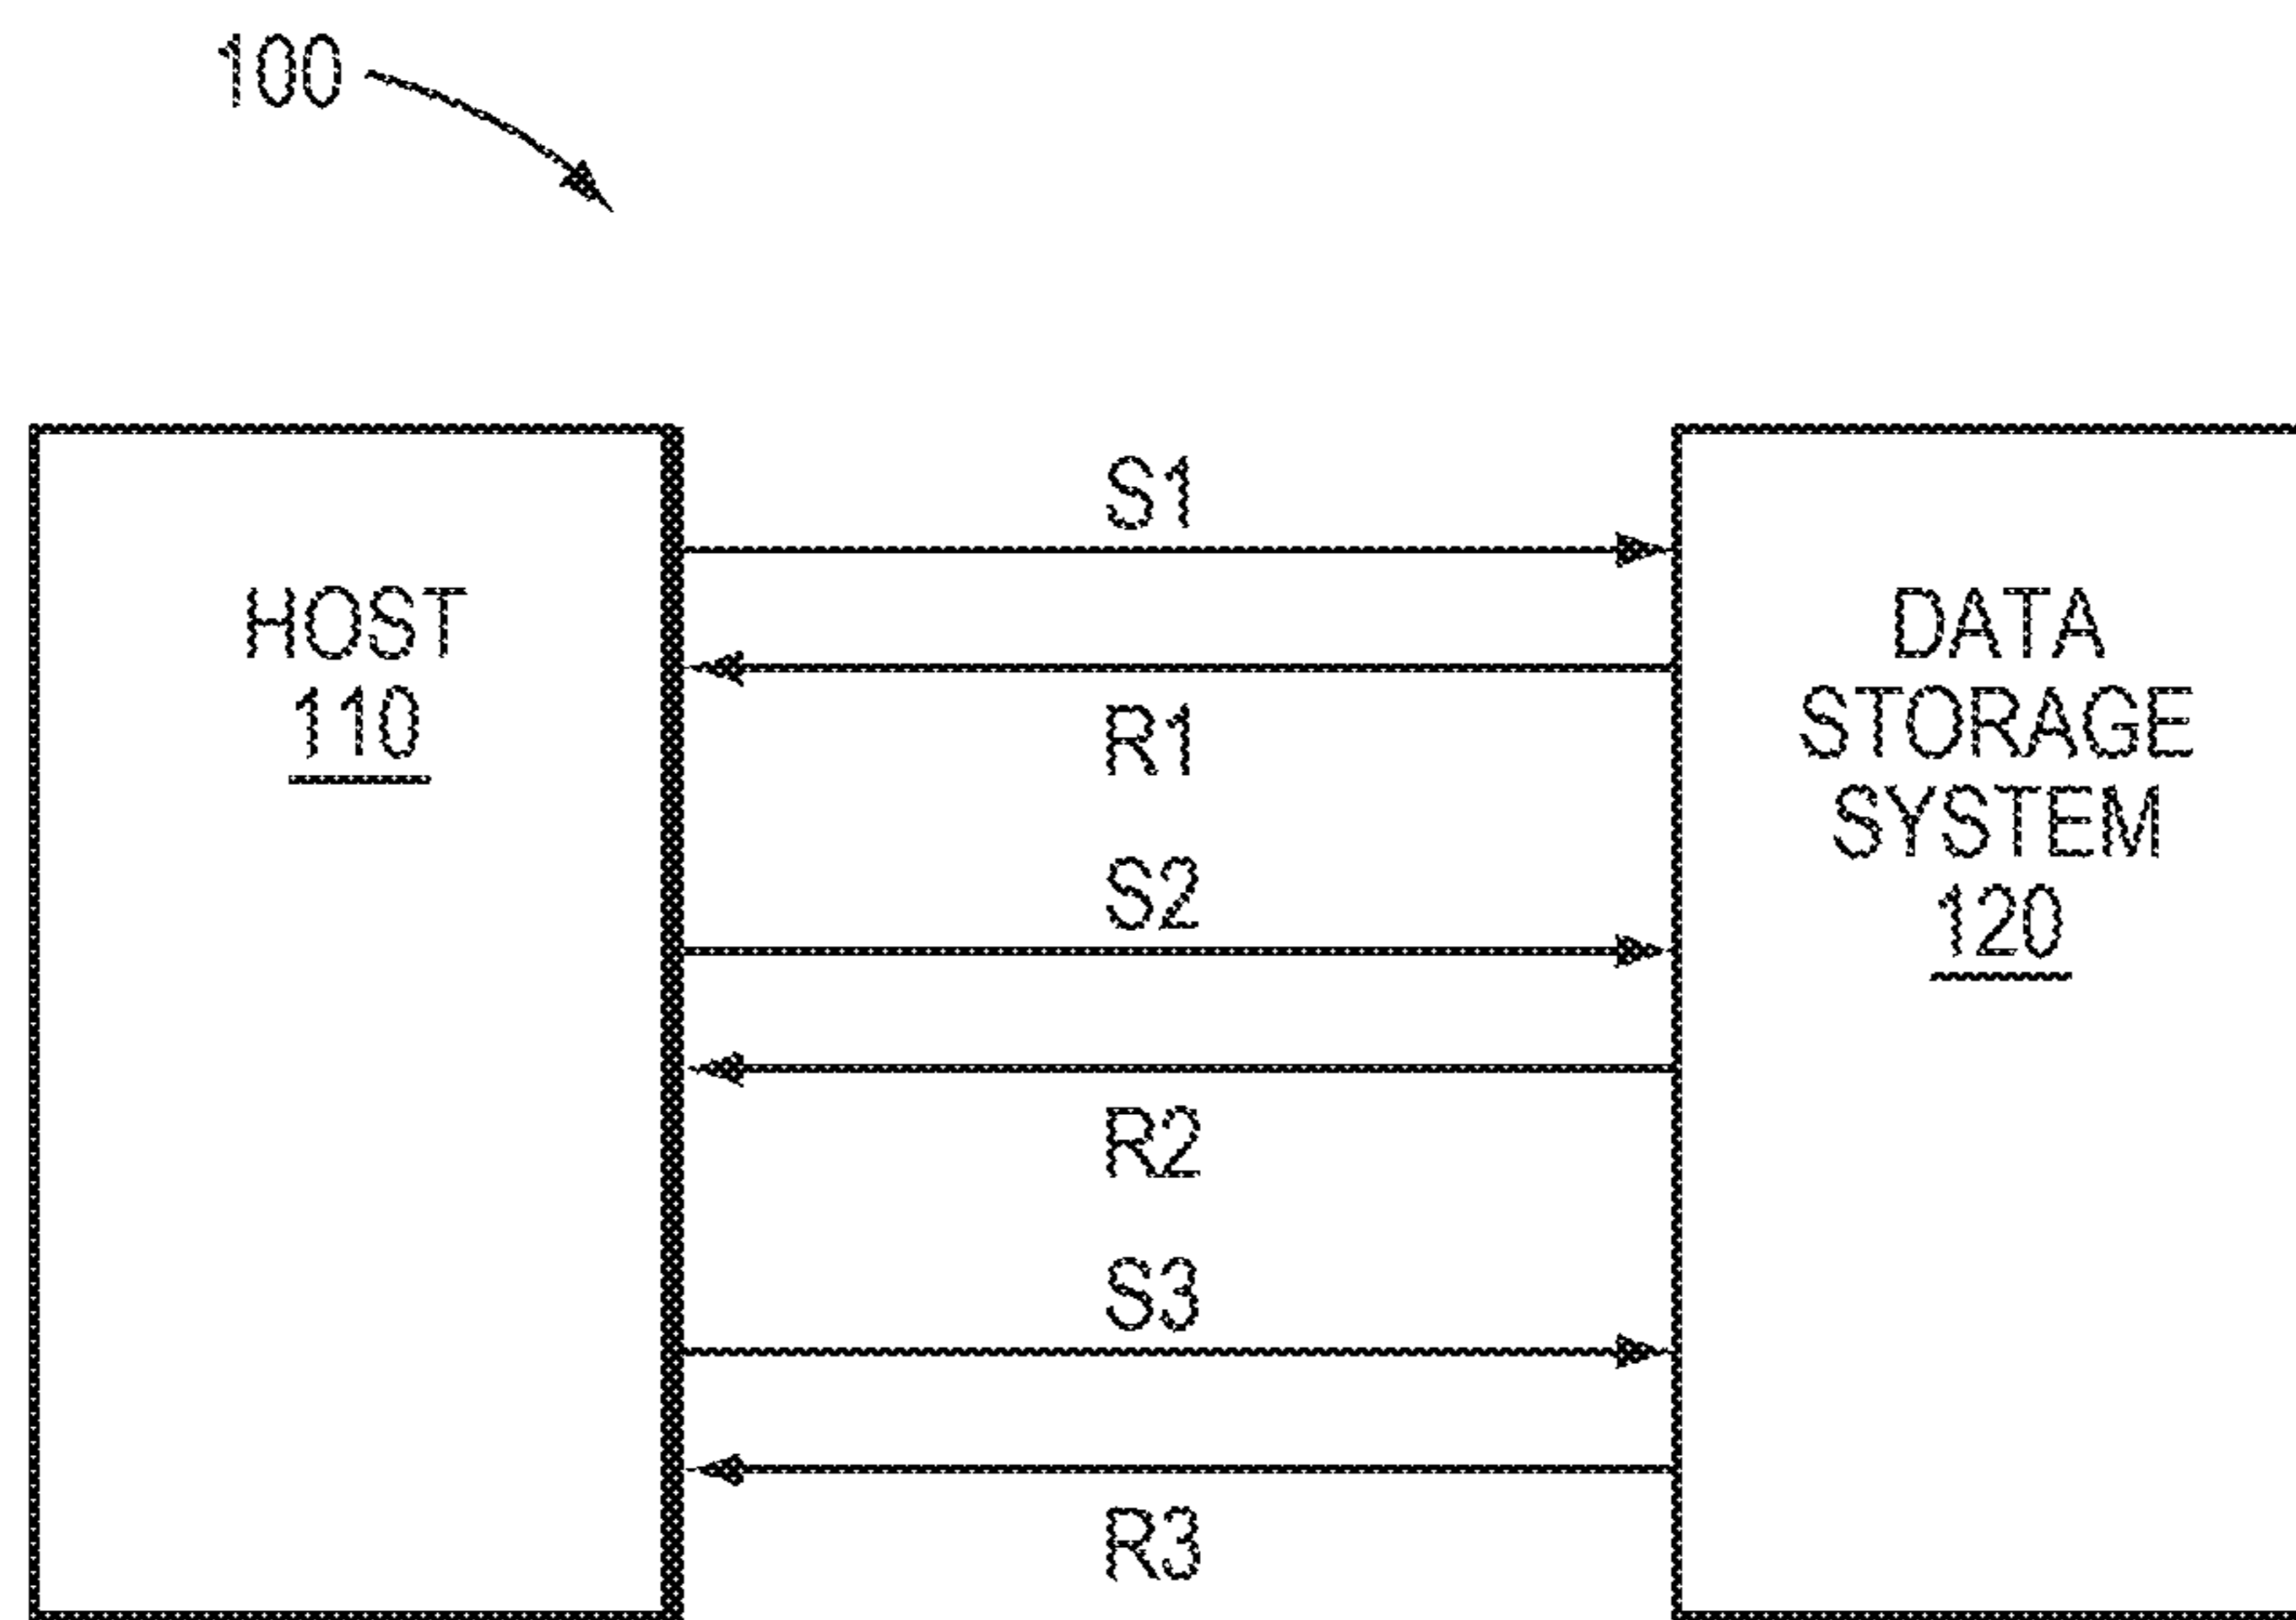 100
HOST
110
S1
R1
S2
R2
S3
R3
DATA
STORAGE
SYSTEM
120